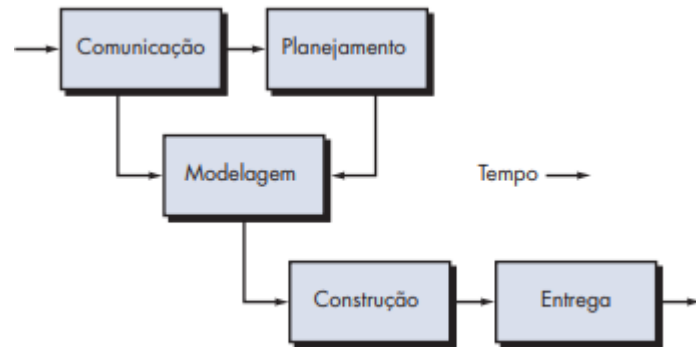 Comunicação
Planejamento
Modelagem
Tempo
Construção
Entrega